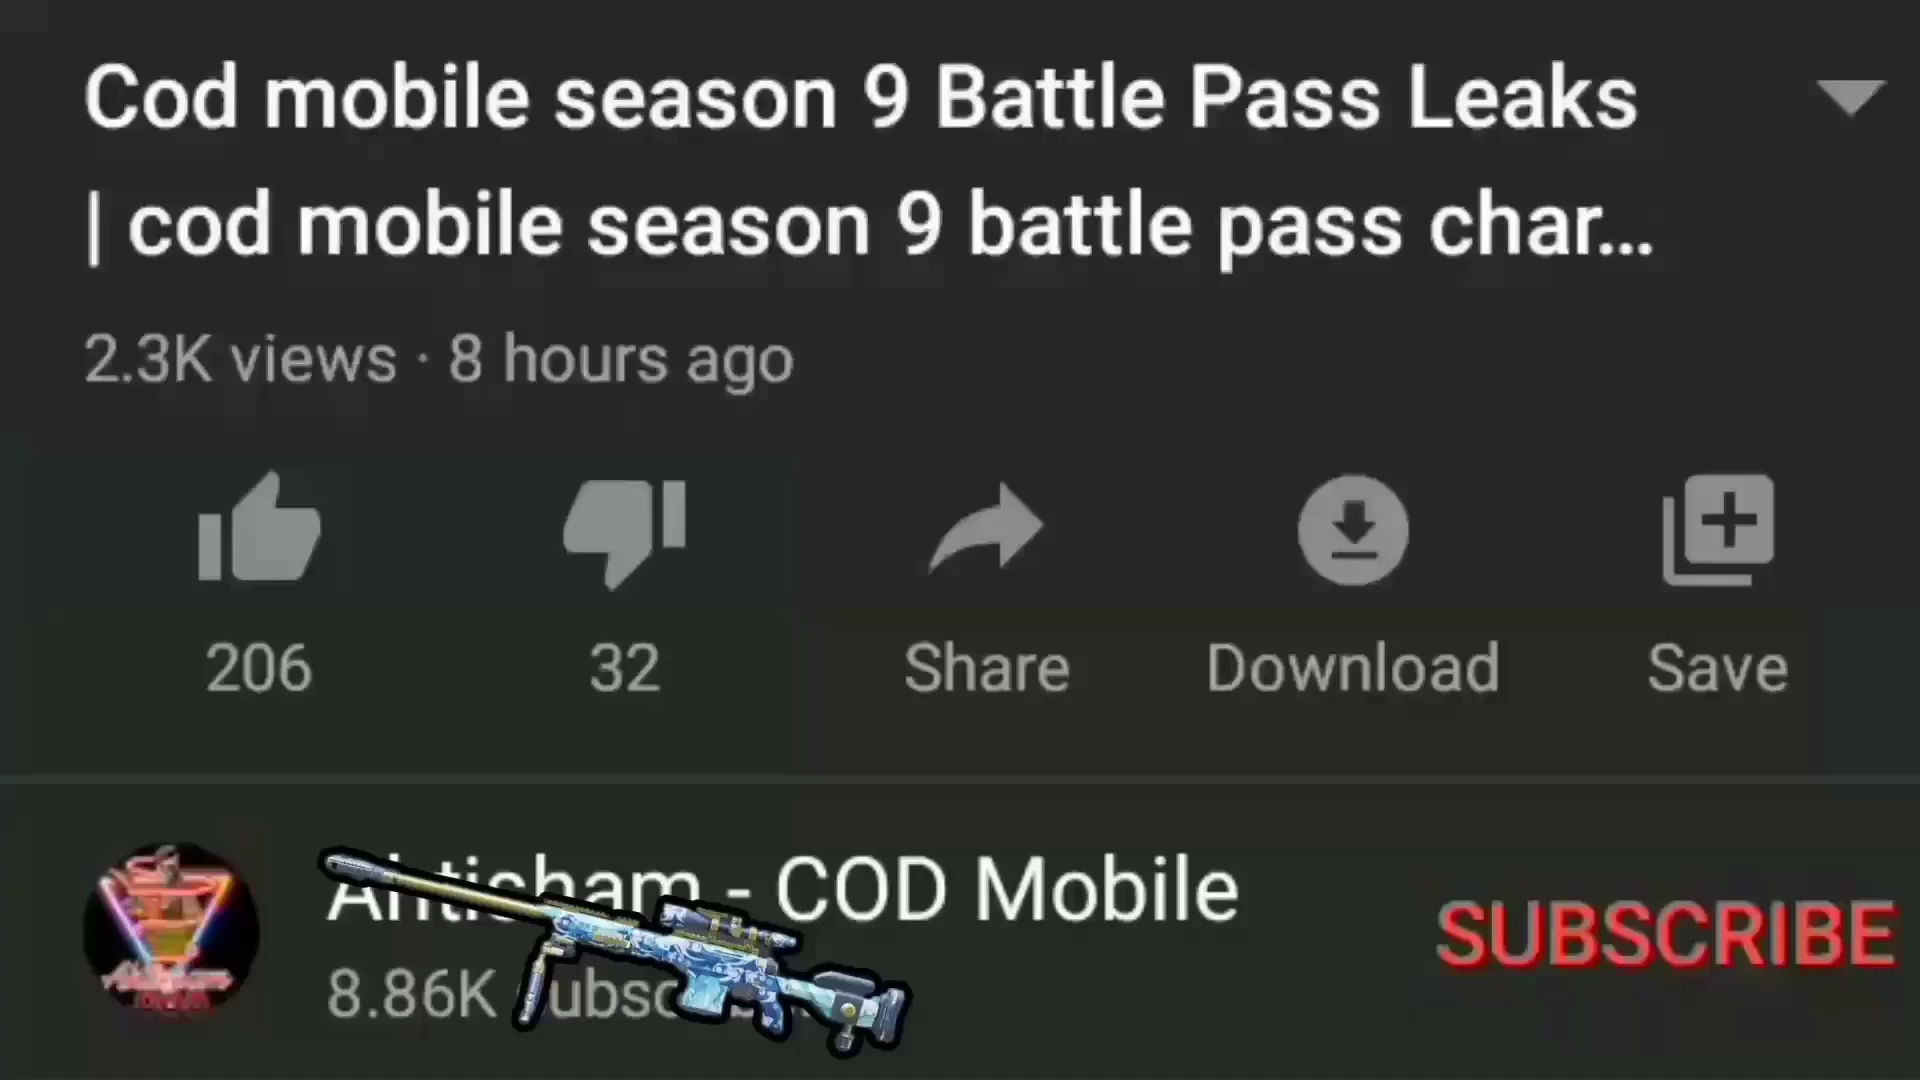 Cod mobile season 9 Battle Pass Leaks
| cod mobile season 9 battle pass char...
2.3K views · 8 hours ago
206 32 Share Download Save
Ahtisham - COD Mobile
8.86K
SUBSCRIBE